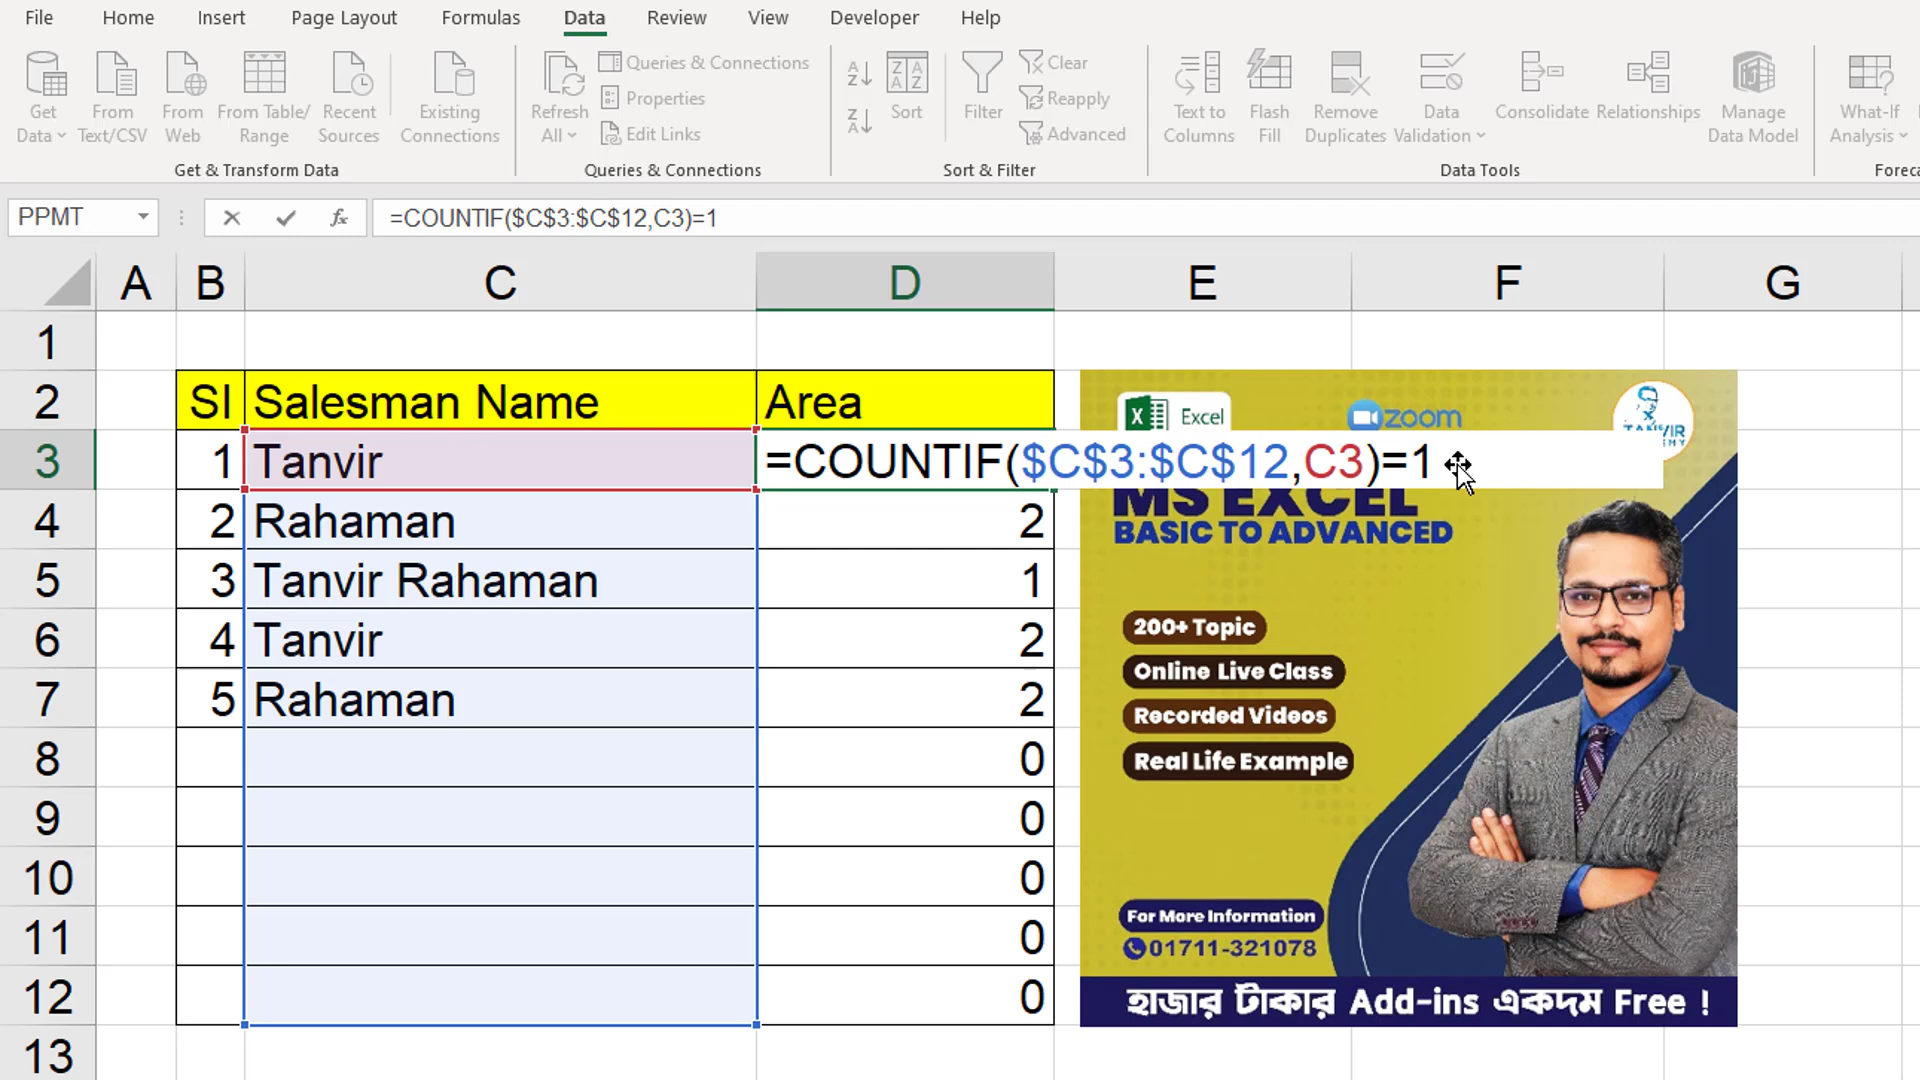 File Home Insert Page Layout Formulas Data Review View Developer Help
Get Data From Text/CSV From Web From Table/ Range Recent Sources Existing Connections
Get & Transform Data
Refresh All Queries & Connections Properties Edit Links
Queries & Connections
Sort Filter Clear Reapply Advanced
Sort & Filter
Text to Columns Flash Fill Remove Duplicates Data Validation Consolidate Relationships Manage Data Model
Data Tools
What-If Analysis
PPMT fx =COUNTIF($C$3:$C$12,C3)=1
A B C D E F G
1
2 SI Salesman Name Area
3 1 Tanvir =COUNTIF($C$3:$C$12,C3)=1
4 2 Rahaman 2
5 3 Tanvir Rahaman 1
6 4 Tanvir 2
7 5 Rahaman 2
8 0
9 0
10 0
11 0
12 0
13
Excel zoom
MS EXCEL
BASIC TO ADVANCED
200+ Topic
Online Live Class
Recorded Videos
Real Life Example
For More Information
01711-321078
হাজার টাকার Add-ins একদম Free !